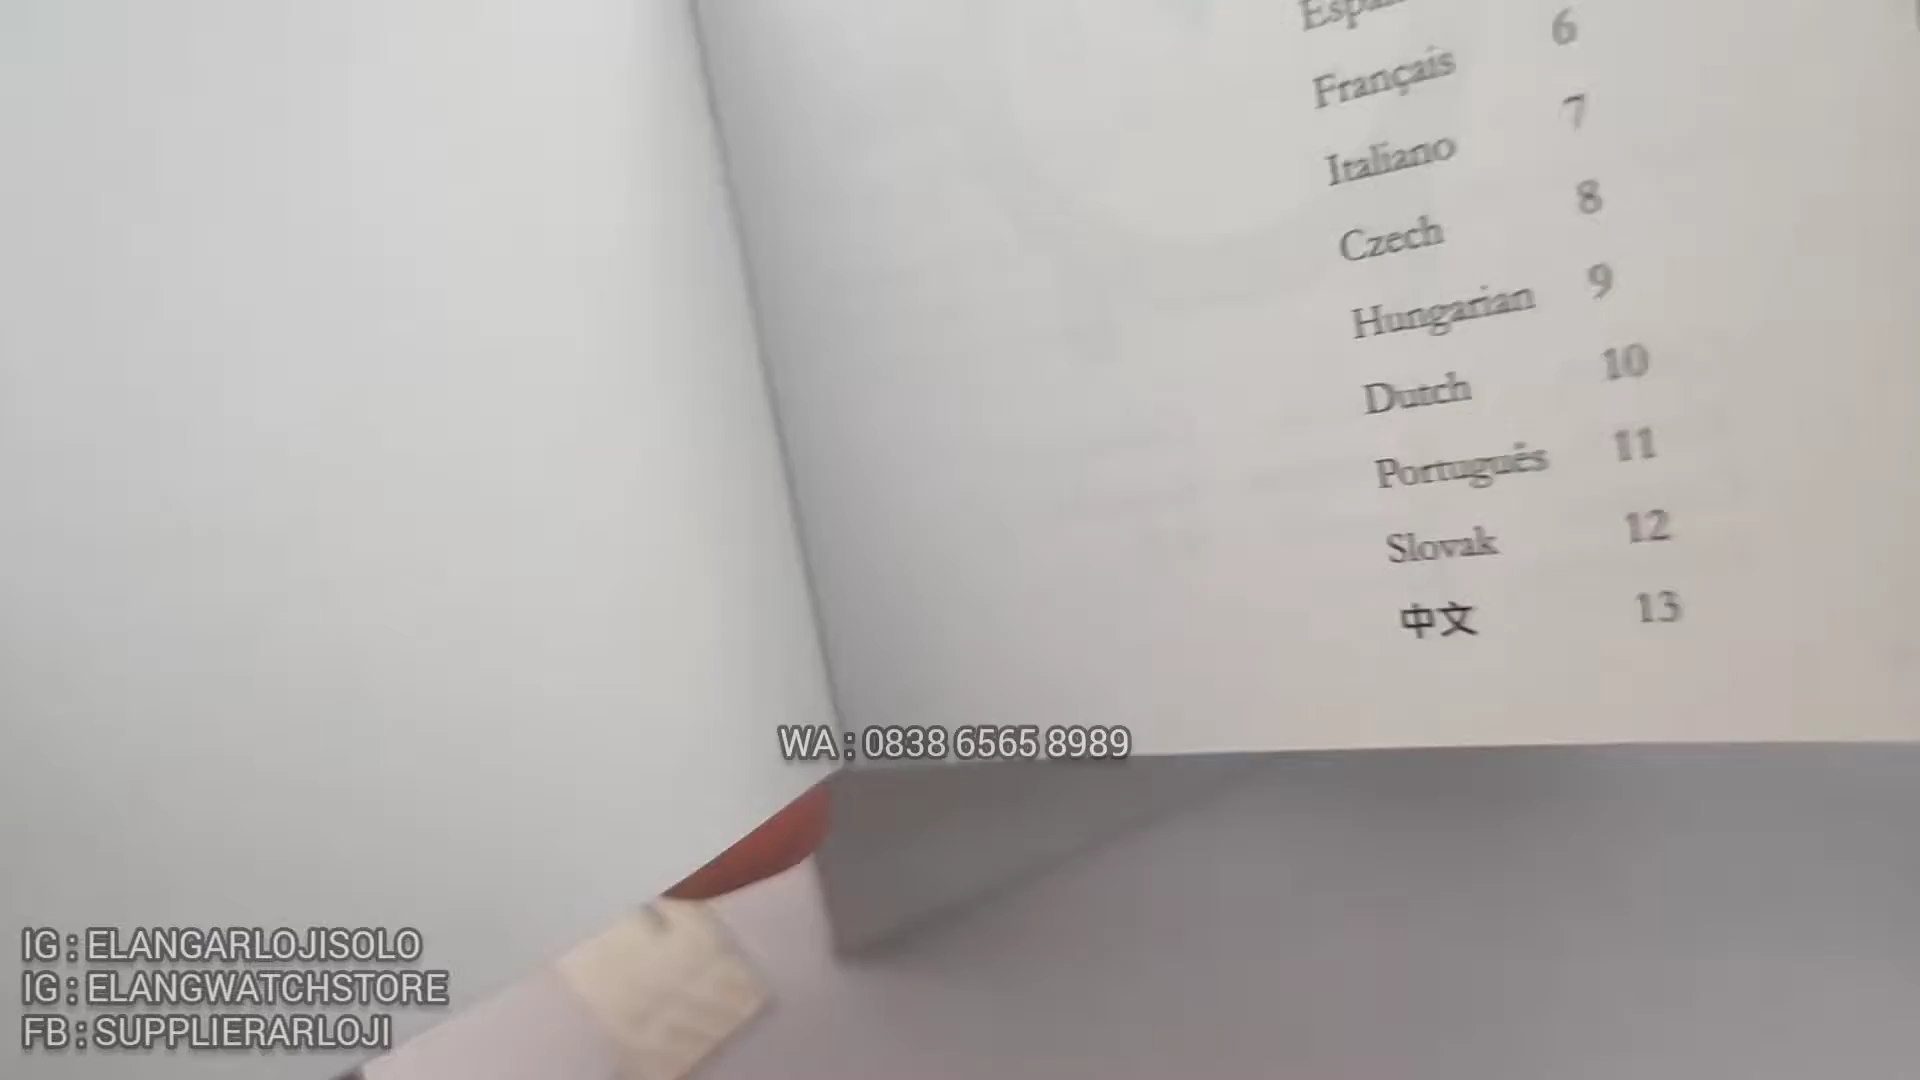 Français 6
Italiano 7
Czech 8
Hungarian 9
Dutch 10
Português 11
Slovak 12
中文 13
WA : 0838 6565 8989
IG : ELANGARLOJISOLO
IG : ELANGWATCHSTORE
FB : SUPPLIERARLOJI